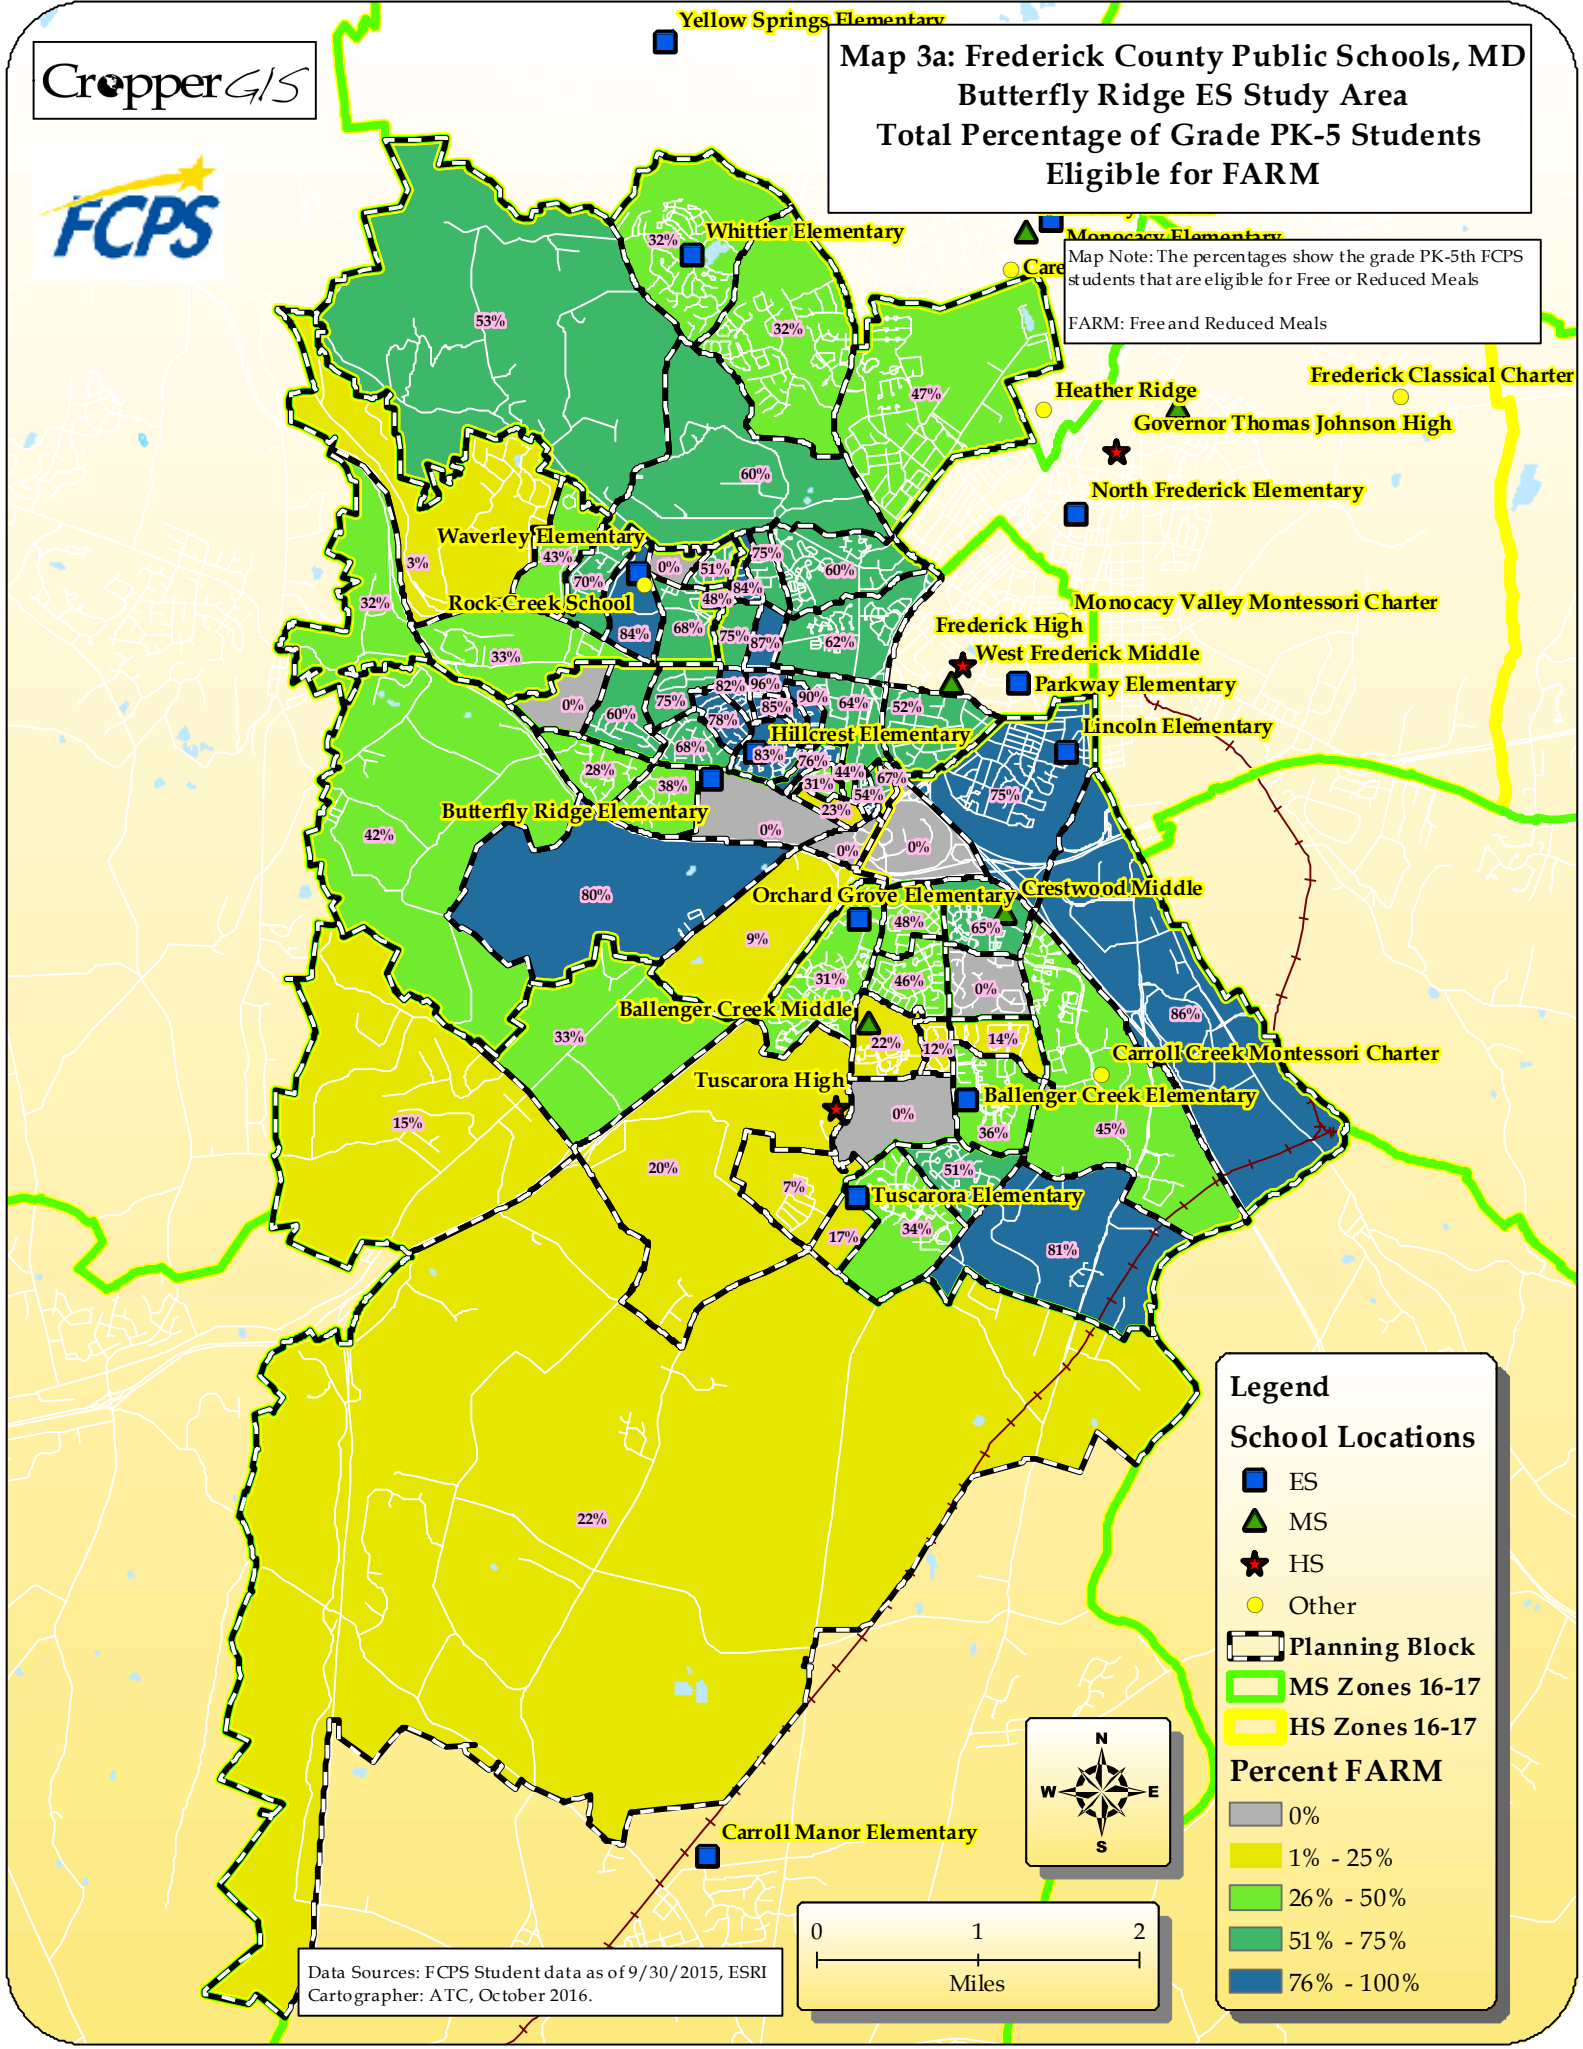 Yellow Springs Elementary
Cropper GIS
Map 3a: Frederick County Public Schools, MD
Butterfly Ridge ES Study Area
Total Percentage of Grade PK-5 Students
Eligible for FARM
FCPS
Whittier Elementary
32%
Monocacy Elementary
Map Note: The percentages show the grade PK-5th FCPS
students that are eligible for Free or Reduced Meals
FARM: Free and Reduced Meals
53%
32%
47%
Heather Ridge
Frederick Classical Charter
Governor Thomas Johnson High
60%
North Frederick Elementary
Waverley Elementary
43%
3%
70%
0%
51%
75%
60%
84%
48%
32%
Rock Creek School
84%
68%
75%
87%
62%
33%
Monocacy Valley Montessori Charter
Frederick High
West Frederick Middle
Parkway Elementary
0%
60%
75%
82%
96%
90%
85%
64%
52%
78%
Lincoln Elementary
Hillcrest Elementary
68%
83%
76%
28%
38%
44%
31%
67%
54%
75%
23%
Butterfly Ridge Elementary
42%
0%
0%
0%
80%
Orchard Grove Elementary
Crestwood Middle
48%
65%
9%
31%
46%
0%
Ballenger Creek Middle
86%
33%
22%
12%
14%
Carroll Creek Montessori Charter
Tuscarora High
Ballenger Creek Elementary
15%
0%
36%
45%
20%
51%
7%
Tuscarora Elementary
17%
34%
81%
22%
Legend
School Locations
ES
MS
HS
Other
Planning Block
MS Zones 16-17
HS Zones 16-17
Percent FARM
0%
1% - 25%
26% - 50%
51% - 75%
76% - 100%
N
W
E
S
Carroll Manor Elementary
0 1 2
Miles
Data Sources: FCPS Student data as of 9/30/2015, ESRI
Cartographer: ATC, October 2016.